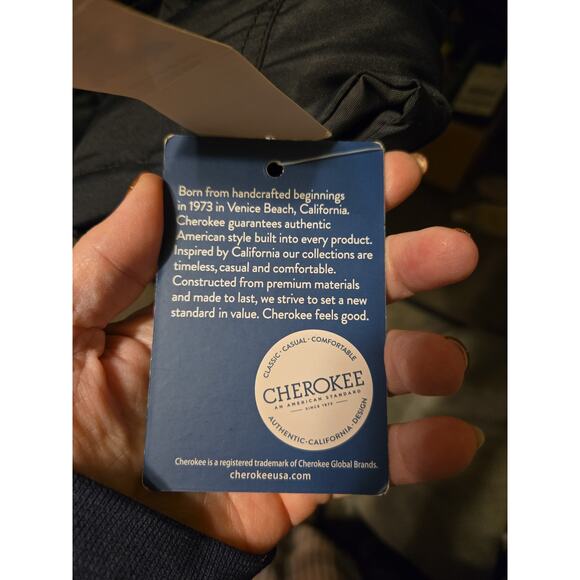 Born from handcrafted beginnings
in 1973 in Venice Beach, California.
Cherokee guarantees authentic
American style built into every product.
Inspired by California our collections are
timeless, casual and comfortable.
Constructed from premium materials
and made to last, we strive to set a new
standard in value. Cherokee feels good.
CLASSIC · CASUAL · COMFORTABLE
CHEROKEE
AN AMERICAN STANDARD
SINCE 1973
AUTHENTIC · CALIFORNIA · DESIGN
Cherokee is a registered trademark of Cherokee Global Brands.
cherokeeusa.com